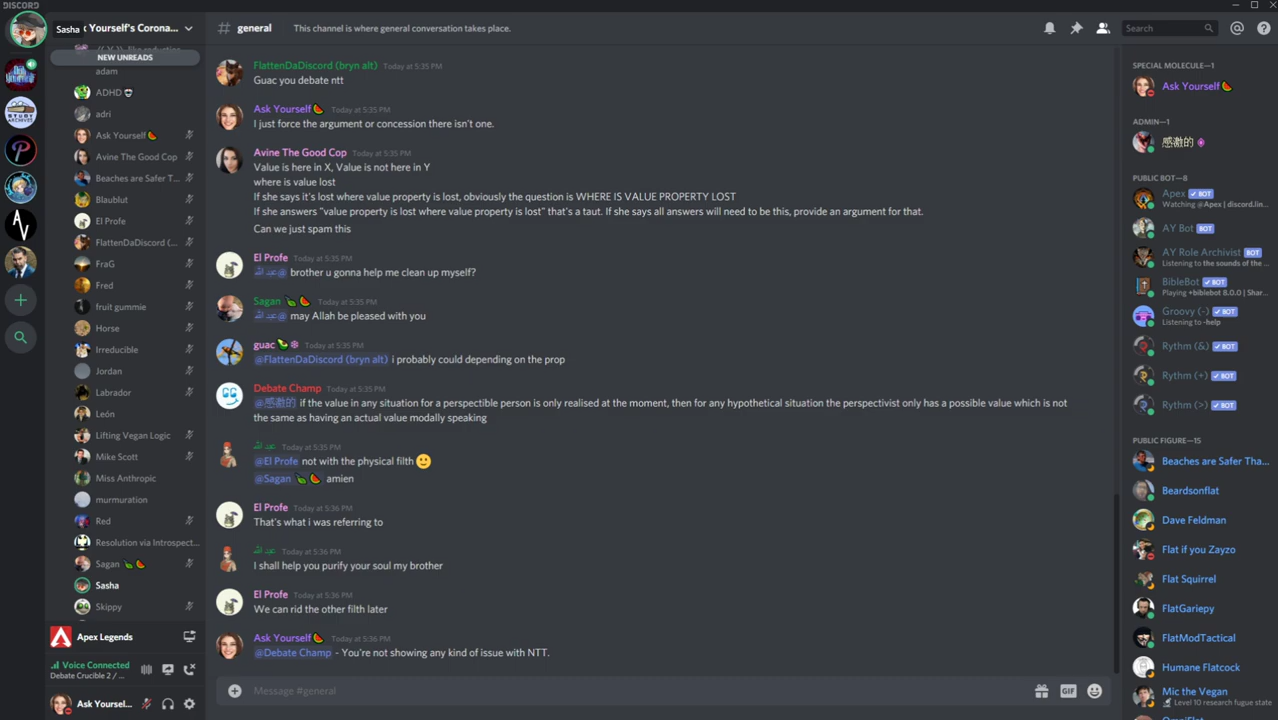 DISCORD
Sasha
k Yourself's Corona...
# general
This channel is where general conversation takes place.
Search
NEW UNREADS
adam
ADHD
adri
Ask Yourself🍉
Avine The Good Cop
Beaches are Safer T...
Blaublut
El Profe
FlattenDaDiscord (...
FraG
Fred
fruit gummie
Horse
Irreducible
Jordan
Labrador
León
Lifting Vegan Logic
Mike Scott
Miss Anthropic
murmuration
Red
Resolution via Introspect...
Sagan 🍃🍉
Sasha
Skippy
Apex Legends
Voice Connected
Debate Crucible 2 / ...
Ask Yoursel...
FlattenDaDiscord (bryn alt) Today at 5:35 PM
Guac you debate ntt
Ask Yourself🍉 Today at 5:35 PM
I just force the argument or concession there isn't one.
Avine The Good Cop Today at 5:35 PM
Value is here in X, Value is not here in Y
where is value lost
If she says it's lost where value property is lost, obviously the question is WHERE IS VALUE PROPERTY LOST
If she answers "value property is lost where value property is lost" that's a taut. If she says all answers will need to be this, provide an argument for that.
Can we just spam this
El Profe Today at 5:35 PM
@عبد الله brother u gonna help me clean up myself?
Sagan 🍃🍉 Today at 5:35 PM
@عبد الله may Allah be pleased with you
guac🥑❄ Today at 5:35 PM
@FlattenDaDiscord (bryn alt) i probably could depending on the prop
Debate Champ Today at 5:35 PM
@感激的 if the value in any situation for a perspectible person is only realised at the moment, then for any hypothetical situation the perspectivist only has a possible value which is not
the same as having an actual value modally speaking
عبد الله Today at 5:35 PM
@El Profe not with the physical filth 🙂
@Sagan 🍃🍉 amien
El Profe Today at 5:36 PM
That's what i was referring to
عبد الله Today at 5:36 PM
I shall help you purify your soul my brother
El Profe Today at 5:36 PM
We can rid the other filth later
Ask Yourself🍉 Today at 5:36 PM
@Debate Champ - You're not showing any kind of issue with NTT.
Message #general
GIF
SPECIAL MOLECULE—1
Ask Yourself🍉
ADMIN—1
感激的
PUBLIC BOT—8
Apex BOT
Watching @Apex | discord.lin...
AY Bot BOT
AY Role Archivist BOT
Listening to the sounds of the ...
BibleBot BOT
Playing +biblebot 8.0.0 | Shar...
Groovy (-) BOT
Listening to -help
Rythm (&) BOT
Rythm (+) BOT
Rythm (>) BOT
PUBLIC FIGURE—15
Beaches are Safer Tha...
Beardsonflat
Dave Feldman
Flat if you Zayzo
Flat Squirrel
FlatGariepy
FlatModTactical
Humane Flatcock
Mic the Vegan
Level 10 research fugue state